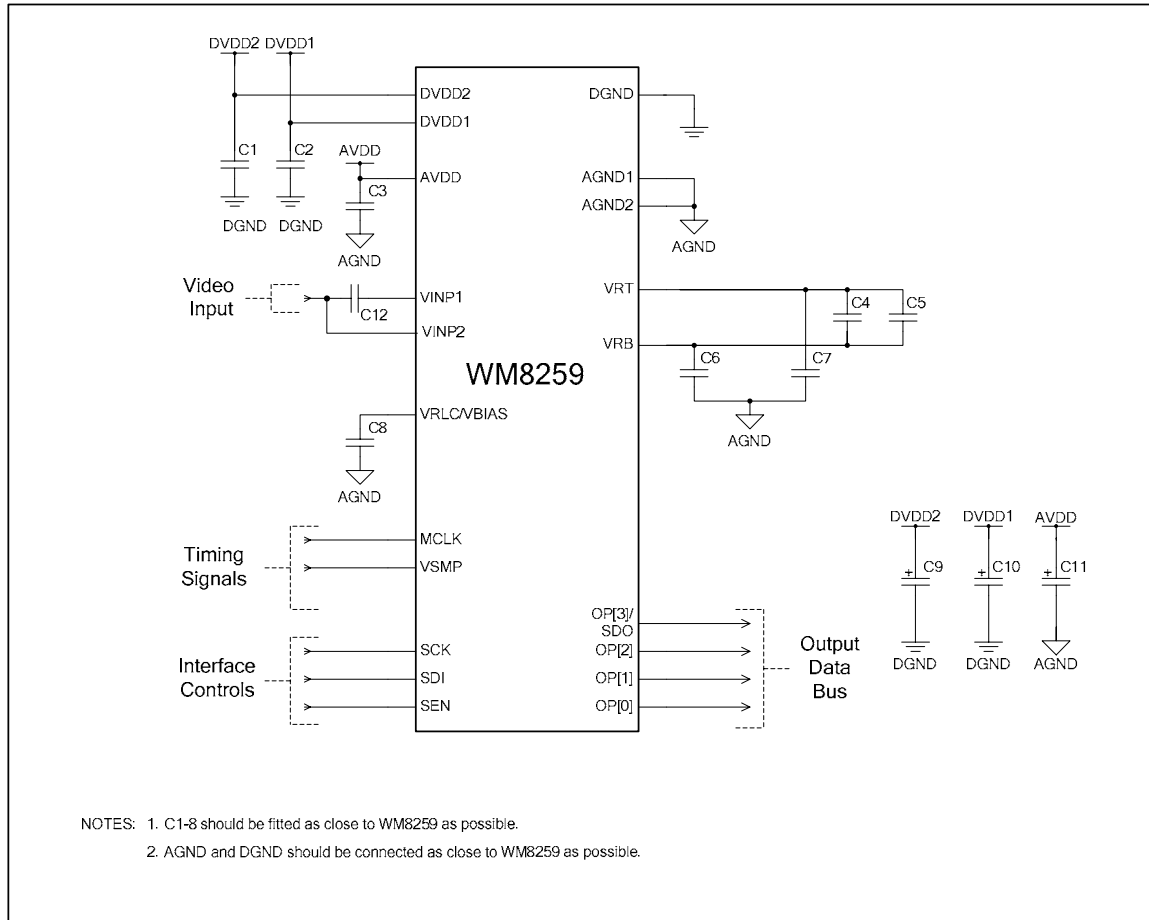 DVDD2 DVDD1
DVDD2
DGND
DVDD1
C1
C2
AVDD
AVDD
AGND1
C3
AGND2
DGND
DGND
AGND
AGND
Video
Input
VINP1
VRT
C12
C4
C5
VINP2
VRB
C6
C7
WM8259
VRLC/VBIAS
C8
AGND
AGND
DVDD2
DVDD1
AVDD
Timing
Signals
MCLK
VSMP
+ C9
+ C10
+ C11
OP[3]/
SDO
Interface
Controls
SCK
OP[2]
Output
Data
Bus
SDI
OP[1]
SEN
OP[0]
DGND
DGND
AGND
NOTES: 1. C1-8 should be fitted as close to WM8259 as possible.
2. AGND and DGND should be connected as close to WM8259 as possible.